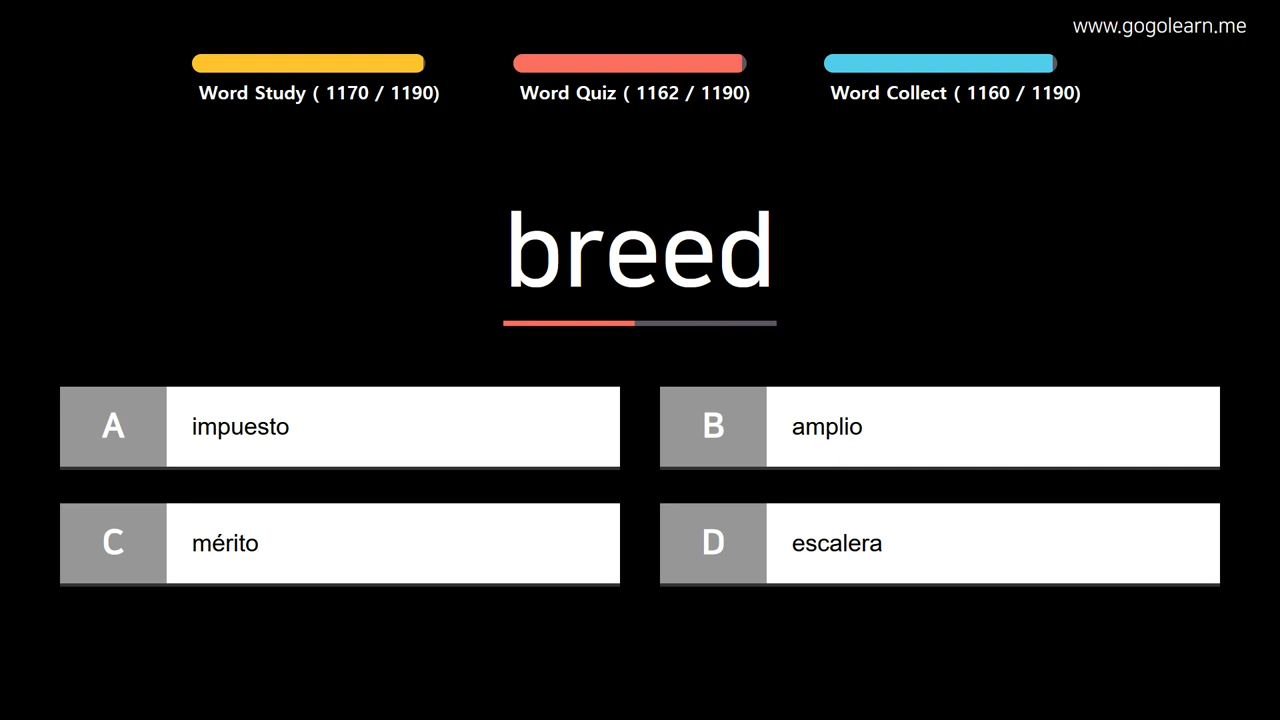 www.gogolearn.me
Word Study ( 1170 / 1190)
Word Quiz ( 1162 / 1190)
Word Collect ( 1160 / 1190)
breed
A impuesto
B amplio
C mérito
D escalera